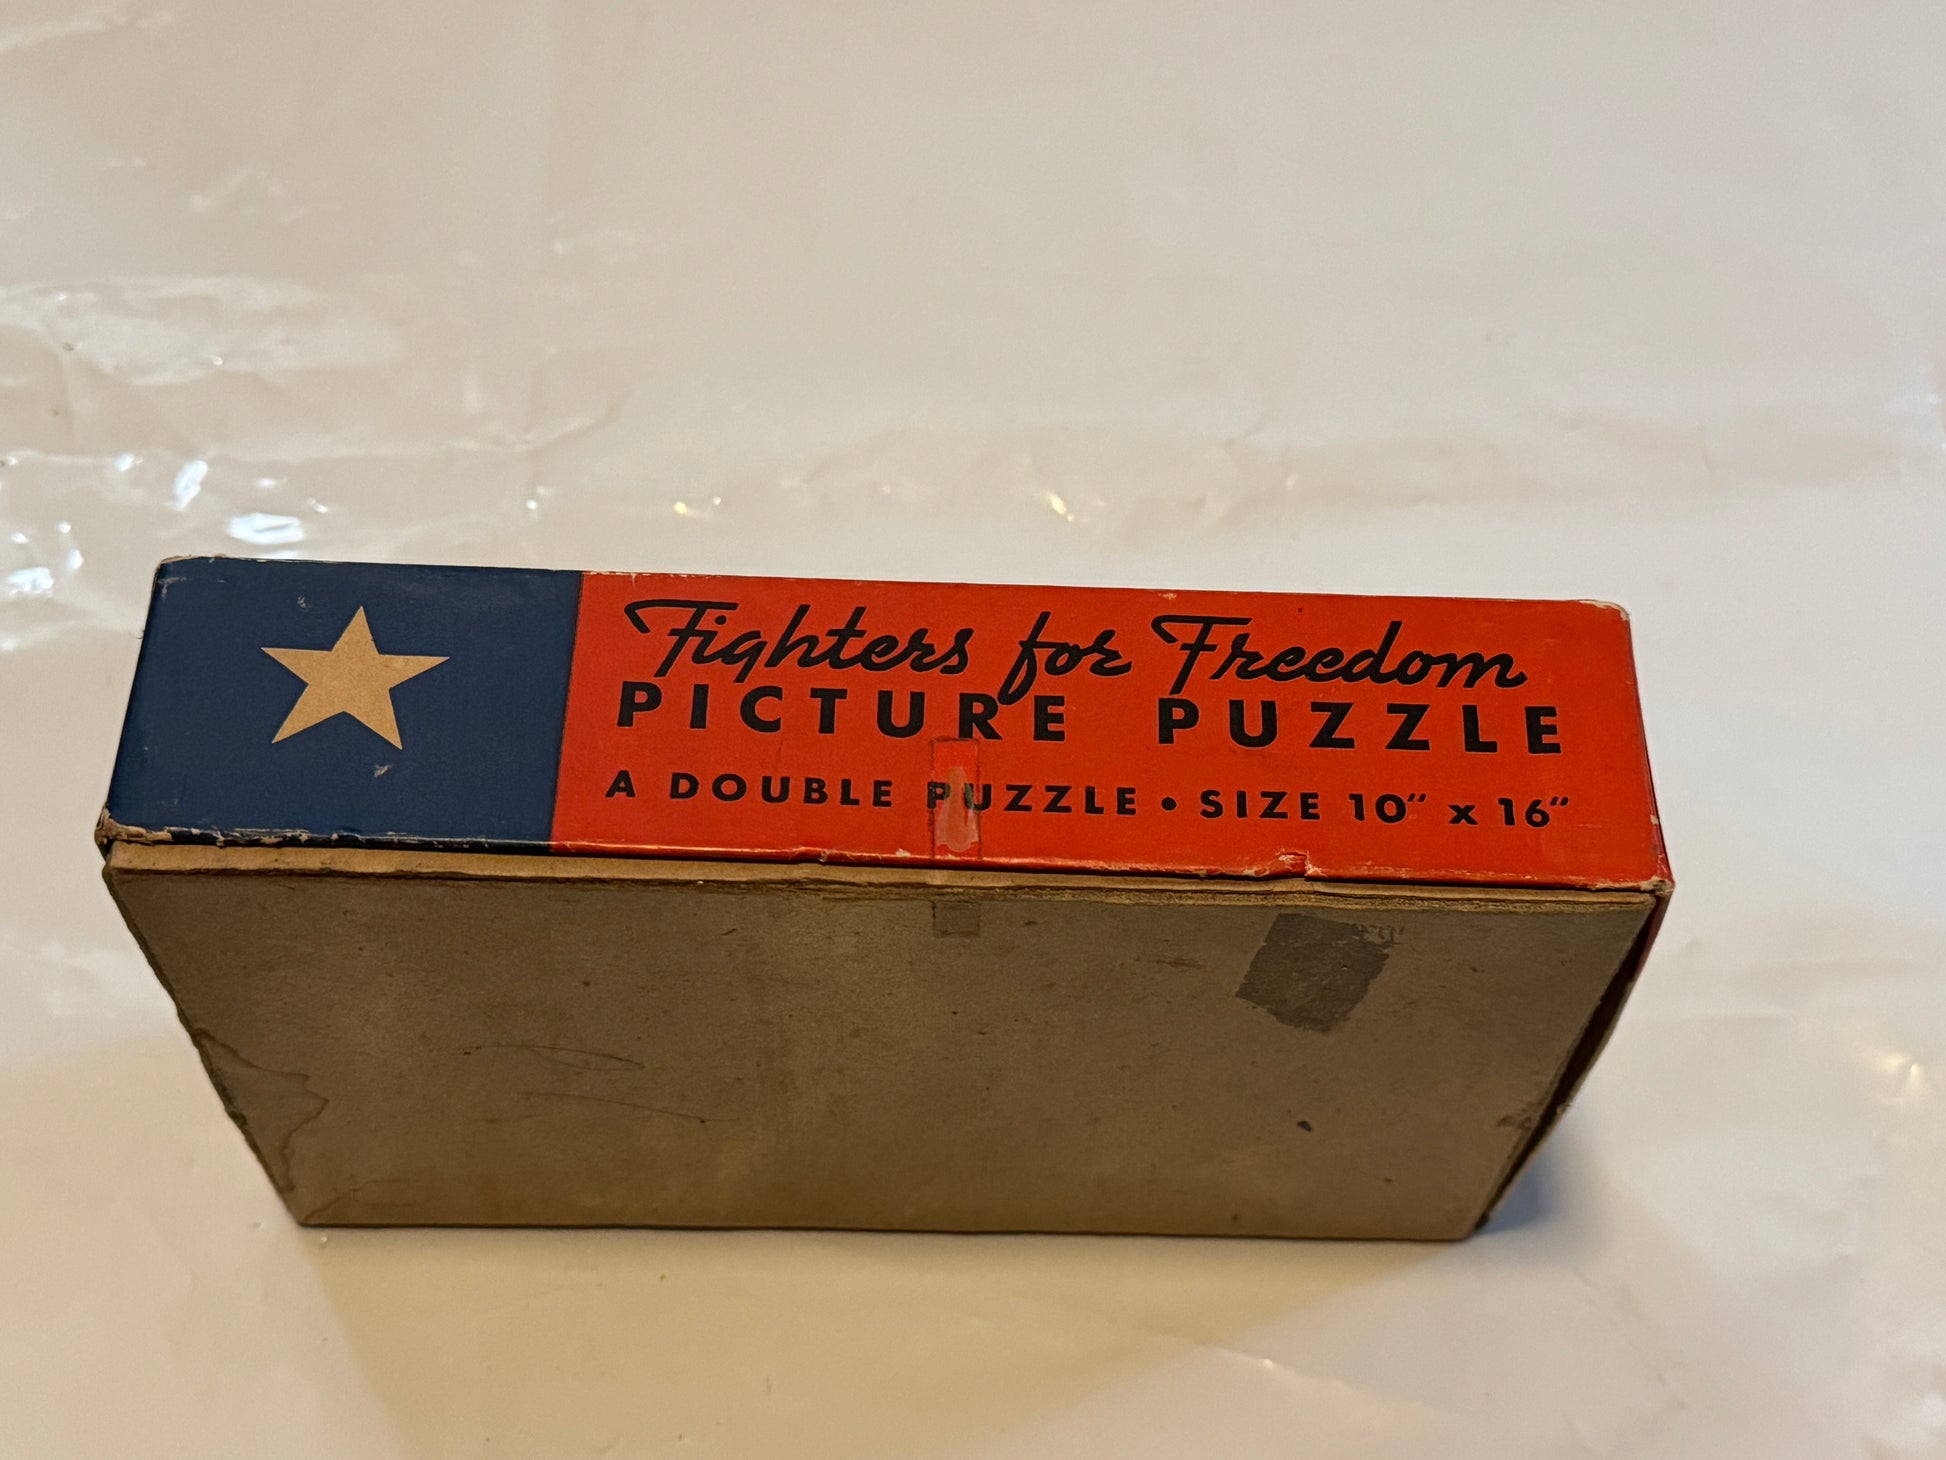 Fighters for Freedom
PICTURE PUZZLE
A DOUBLE PUZZLE • SIZE 10" x 16"